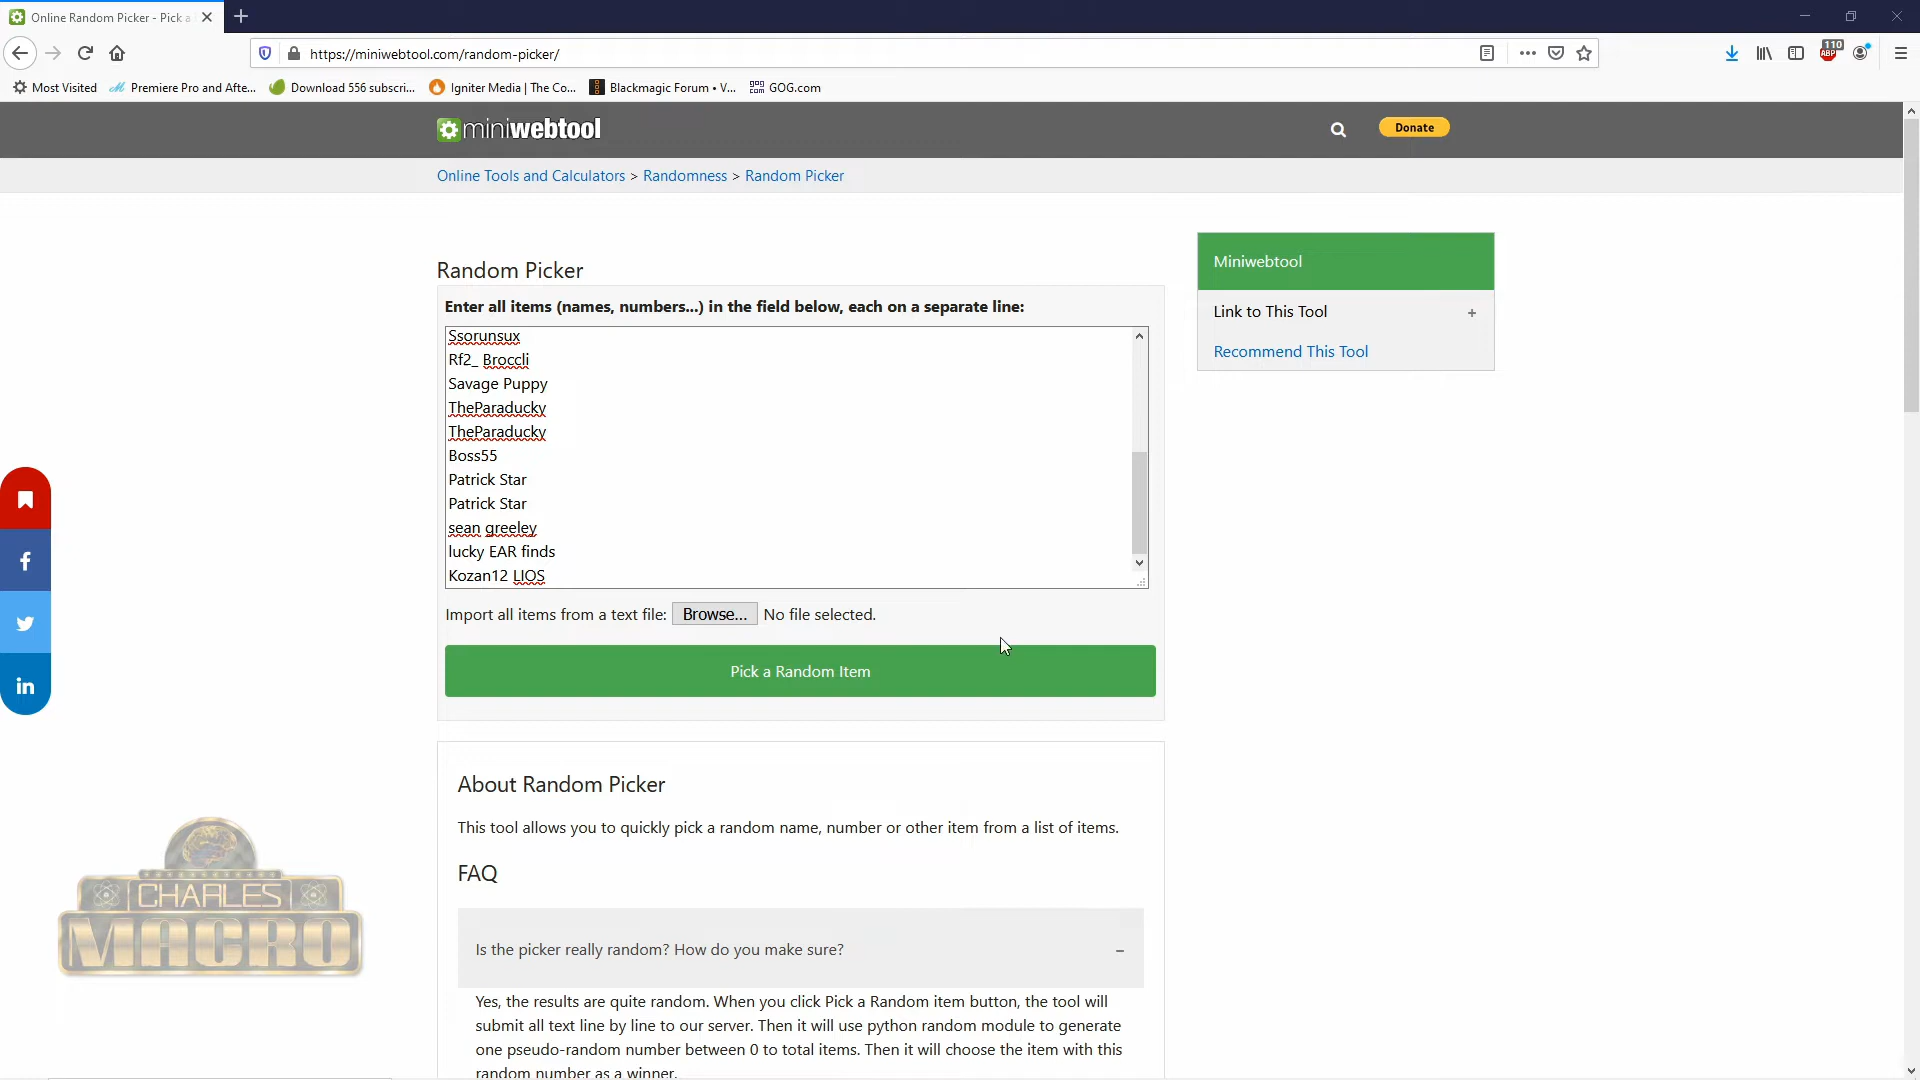 Online Random Picker - Pick a
https://miniwebtool.com/random-picker/
110
ABP
Most Visited
Premiere Pro and Afte...
Download 556 subscri...
Igniter Media | The Co...
Blackmagic Forum • V...
GOG.com
miniwebtool
Donate
Online Tools and Calculators > Randomness > Random Picker
Random Picker
Enter all items (names, numbers...) in the field below, each on a separate line:
Ssorunsux
Rf2_ Broccli
Savage Puppy
TheParaducky
TheParaducky
Boss55
Patrick Star
Patrick Star
sean greeley
lucky EAR finds
Kozan12 LIOS
Import all items from a text file: Browse... No file selected.
Pick a Random Item
Miniwebtool
Link to This Tool +
Recommend This Tool
About Random Picker
This tool allows you to quickly pick a random name, number or other item from a list of items.
FAQ
Is the picker really random? How do you make sure? −
Yes, the results are quite random. When you click Pick a Random item button, the tool will
submit all text line by line to our server. Then it will use python random module to generate
one pseudo-random number between 0 to total items. Then it will choose the item with this
random number as a winner.
CHARLES
MACRO